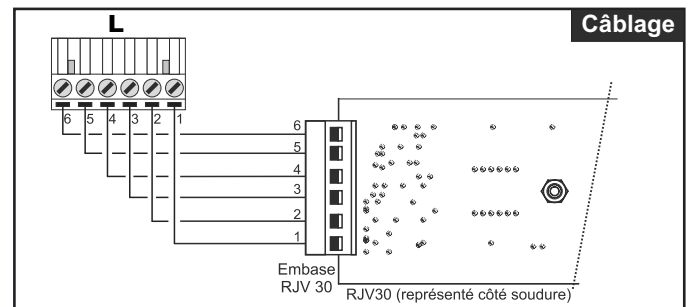 Câblage
L
6 5 4 3 2 1
6
5
4
3
2
1
Embase
RJV 30
RJV30 (représenté côté soudure)